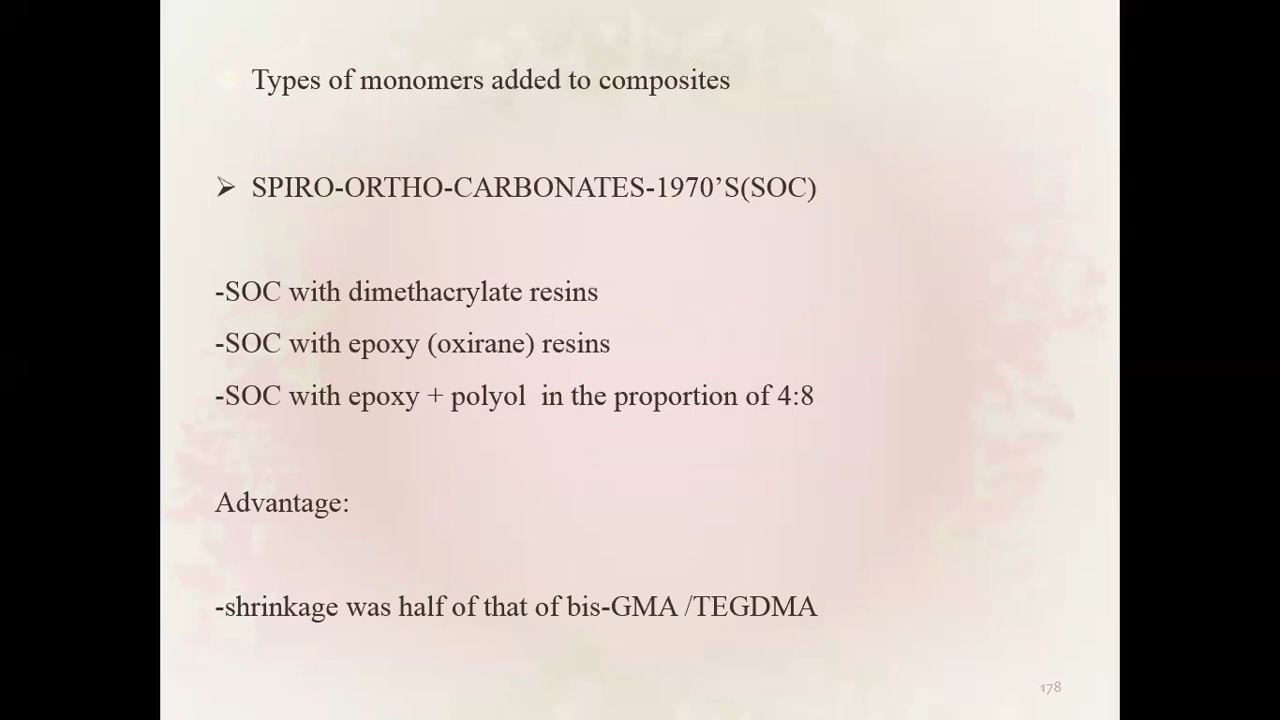 Types of monomers added to composites
➢ SPIRO-ORTHO-CARBONATES-1970’S(SOC)
-SOC with dimethacrylate resins
-SOC with epoxy (oxirane) resins
-SOC with epoxy + polyol  in the proportion of 4:8
Advantage:
-shrinkage was half of that of bis-GMA /TEGDMA
178